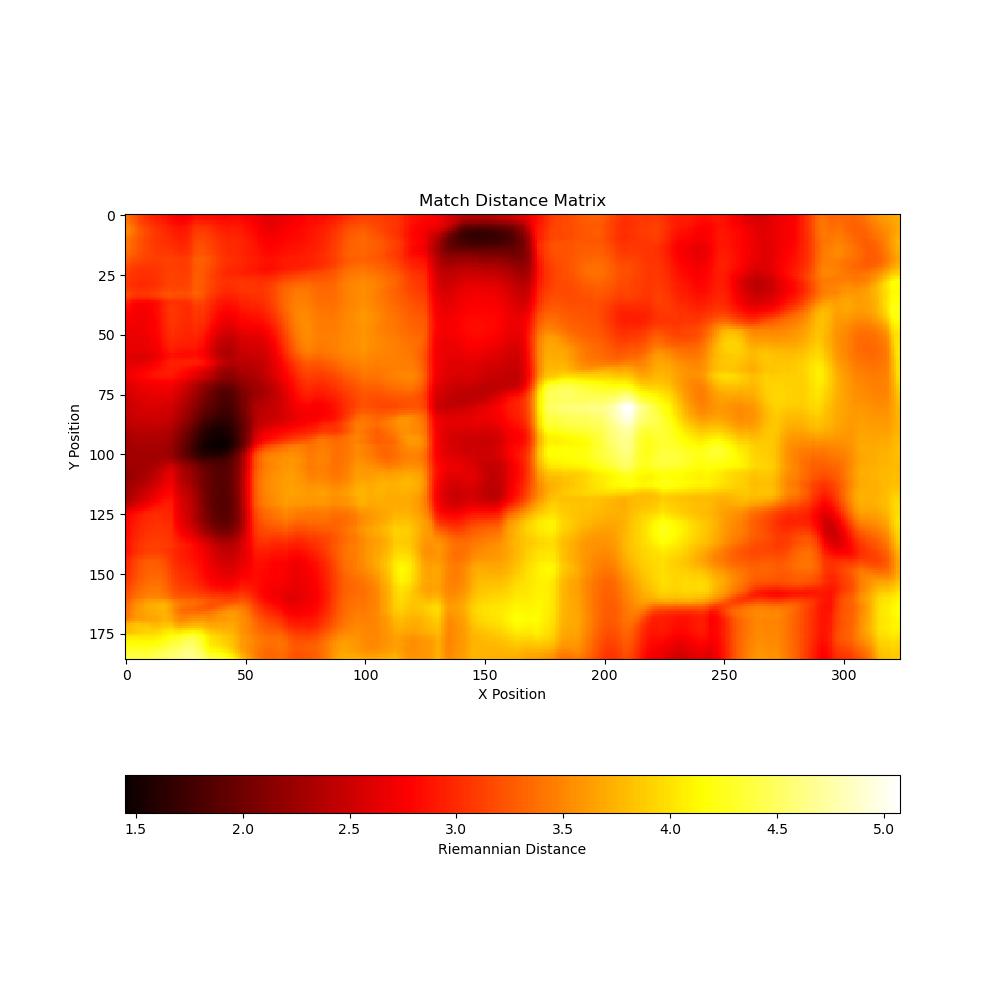 Match Distance Matrix
0
25
50
75
100
125
150
175
Y Position
0 50 100 150 200 250 300
X Position
1.5 2.0 2.5 3.0 3.5 4.0 4.5 5.0
Riemannian Distance